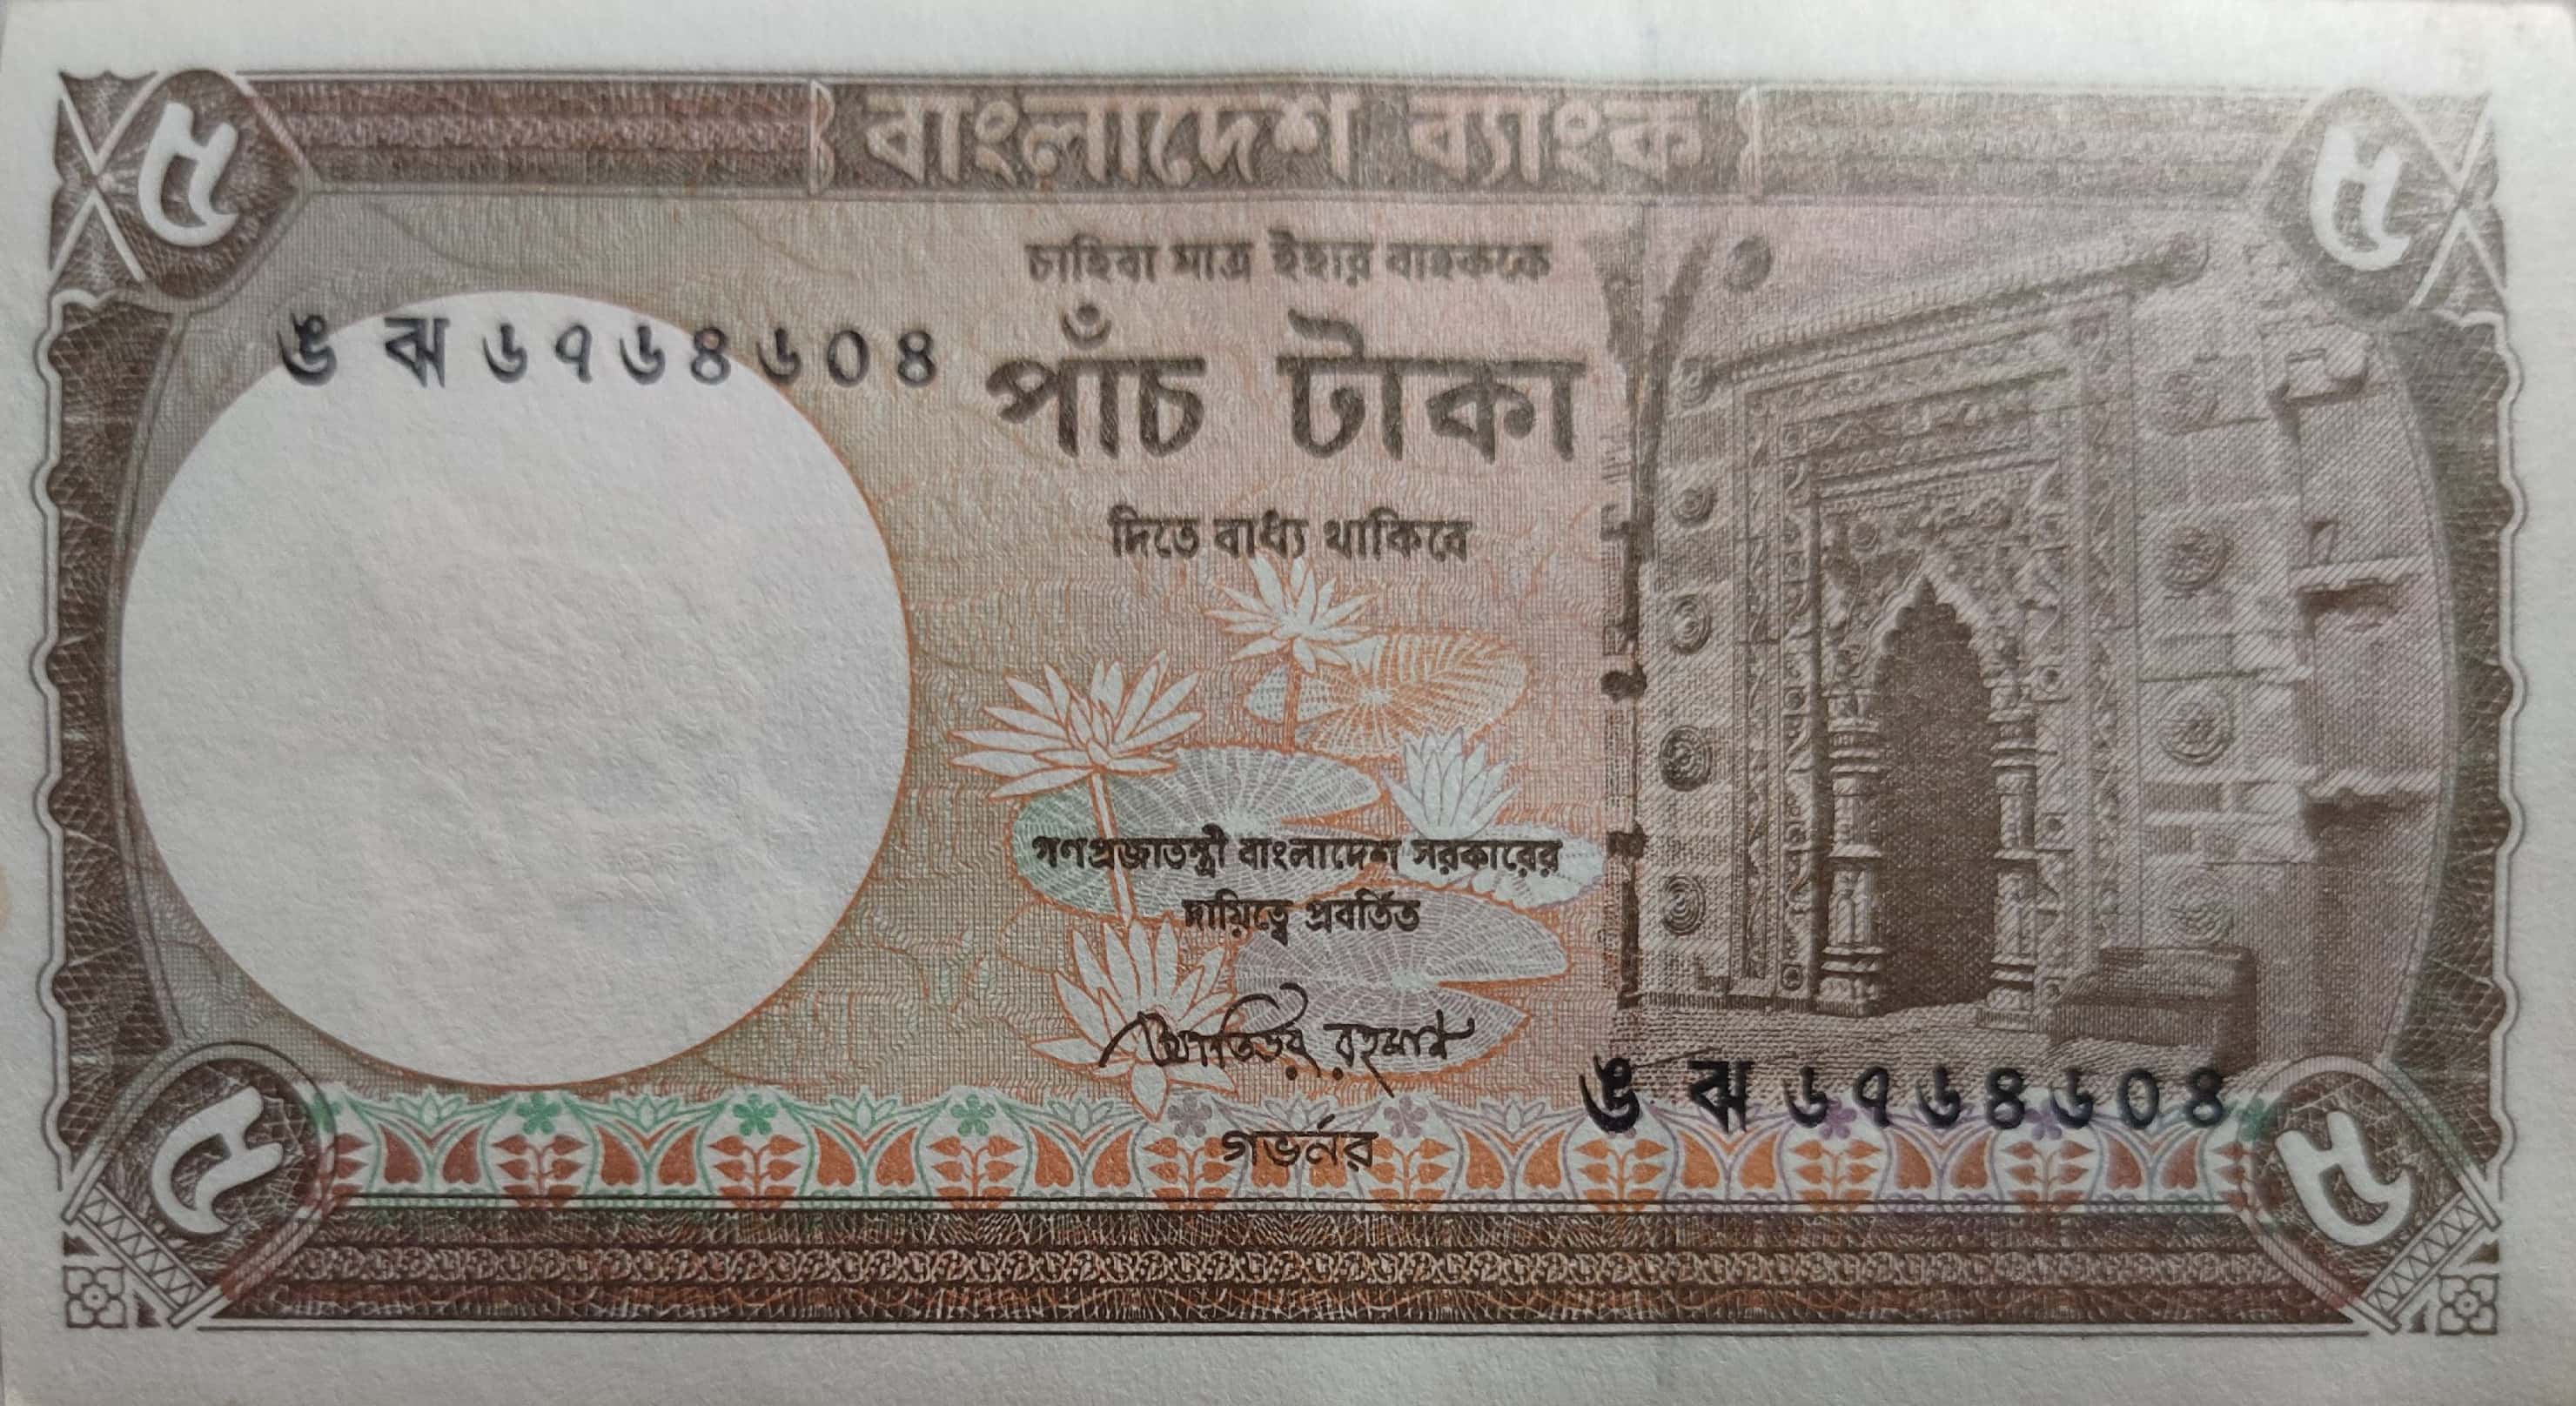 ৫ বাংলাদেশ ব্যাংক ৫
চাহিবা মাত্র ইহার বাহককে
ঙ ঝ ৬৭৬৪৬০৪
পাঁচ টাকা
দিতে বাধ্য থাকিবে
গণপ্রজাতন্ত্রী বাংলাদেশ সরকারের
দায়িত্বে প্রবর্তিত
আতিউর রহমান
ঙ ঝ ৬৭৬৪৬০৪
গভর্নর
৫ ৫